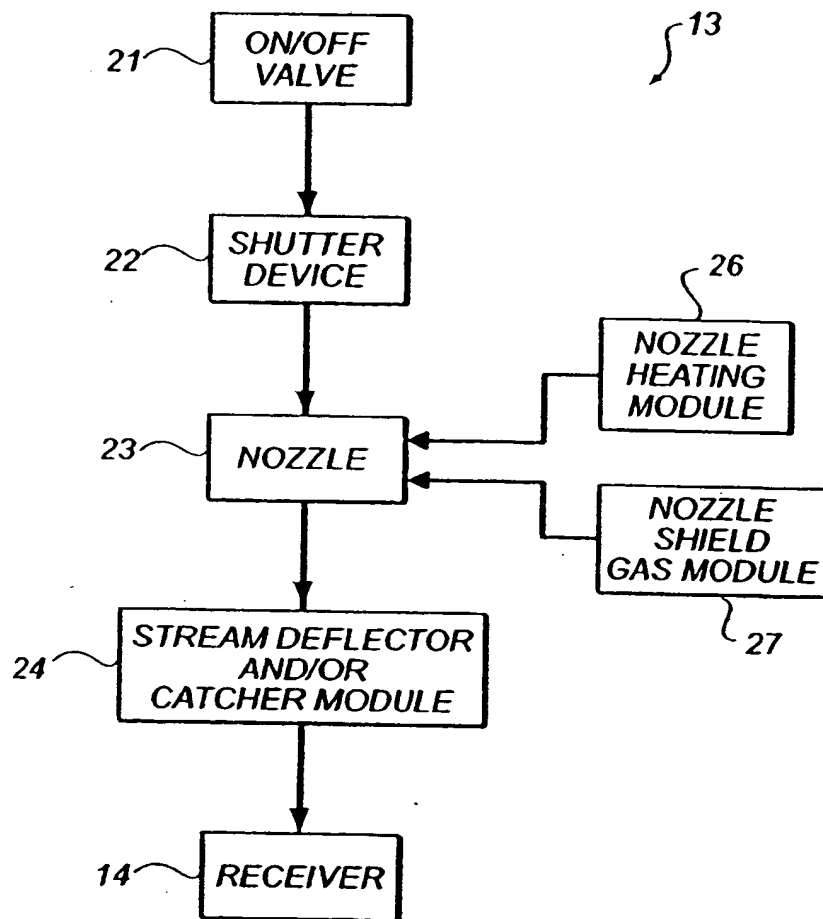 13
21
ON/OFF
VALVE
22
SHUTTER
DEVICE
26
NOZZLE
HEATING
MODULE
23
NOZZLE
NOZZLE
SHIELD
GAS MODULE
27
24
STREAM DEFLECTOR
AND/OR
CATCHER MODULE
14
RECEIVER